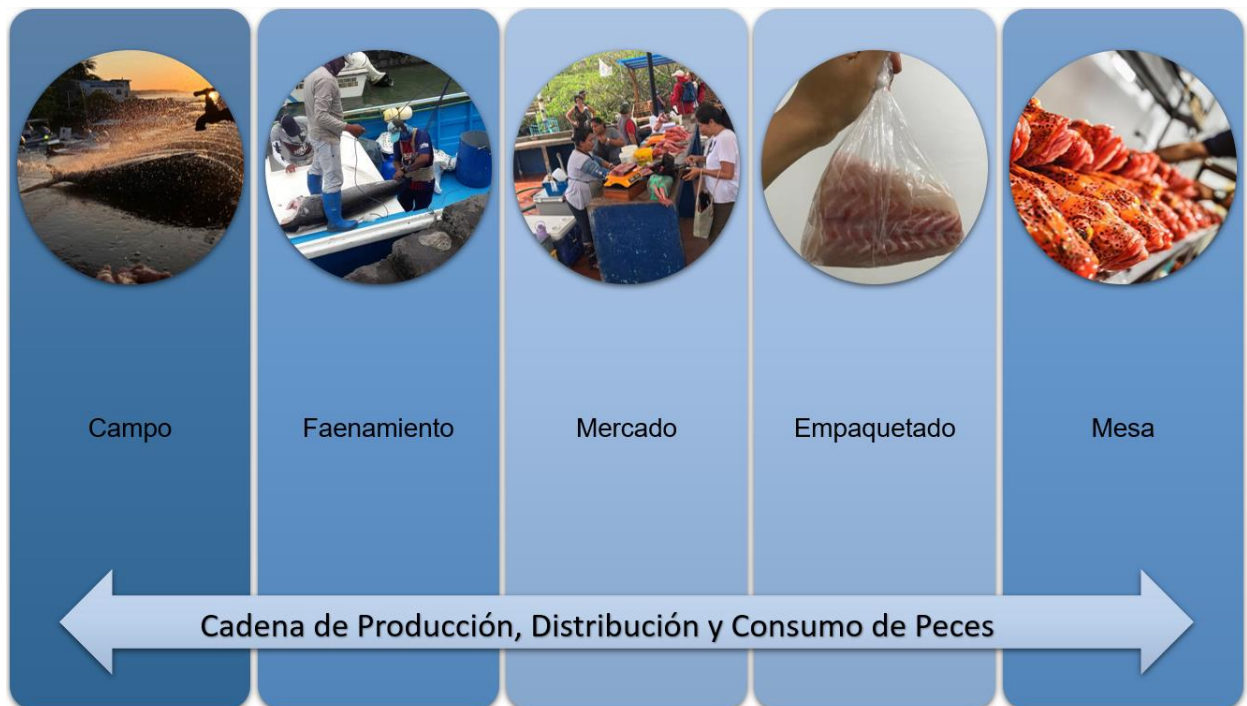 Campo
Faenamiento
Mercado
Empaquetado
Mesa
Cadena de Producción, Distribución y Consumo de Peces